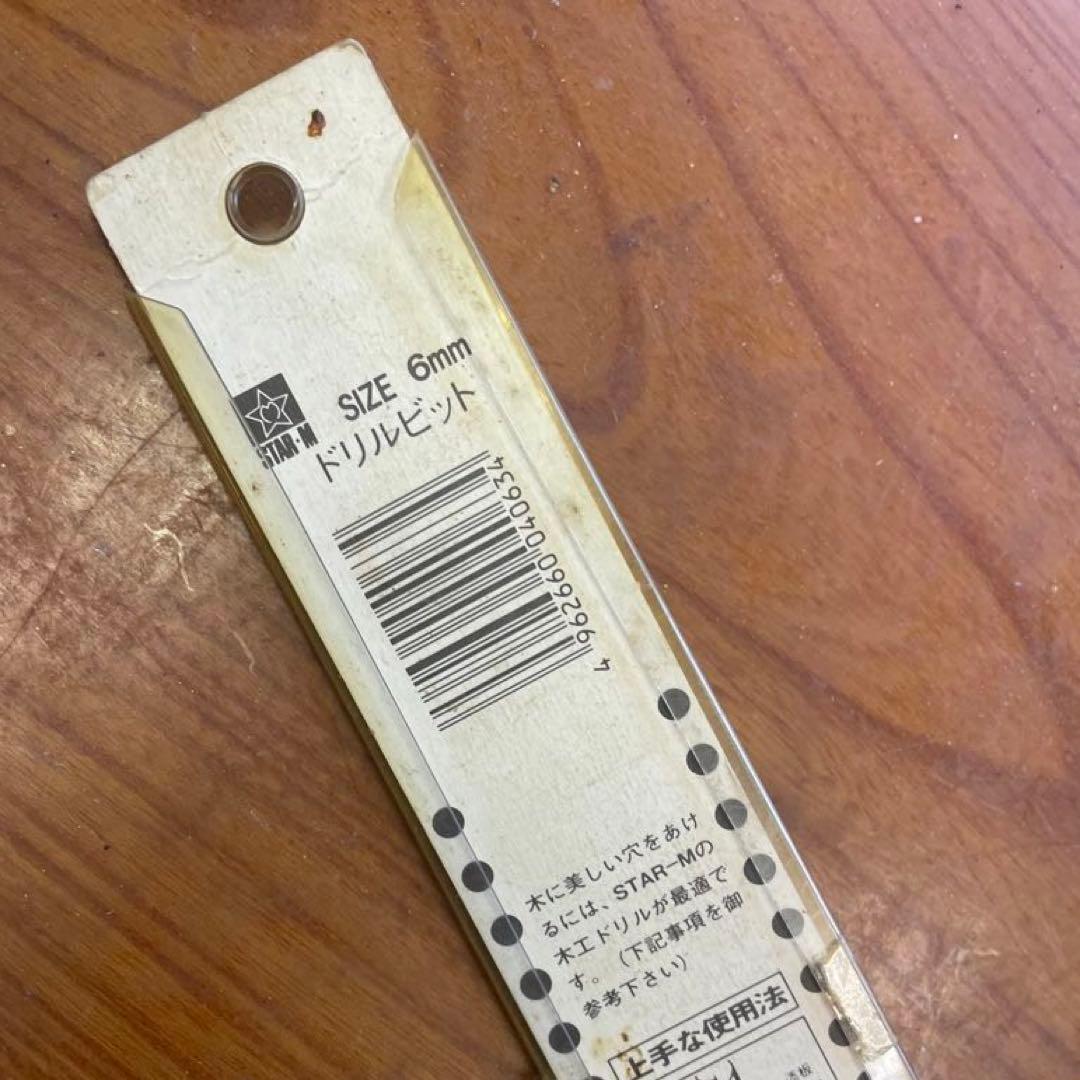 SIZE 6mm
STAR・M
ドリルビット
4 962660 040634
木に美しい穴をあけ
るには、STAR-Mの
木工ドリルが最適で
す。(下記事項を御
参考下さい)
上手な使用法